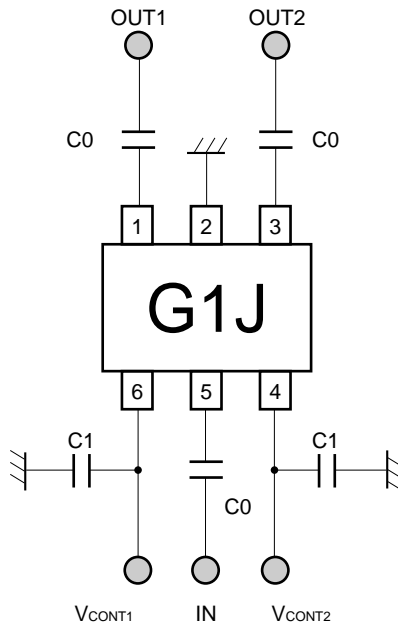 OUT1 OUT2
C0 C0
1 2 3
G1J
6 5 4
C1 C1
C0
VCONT1 IN VCONT2